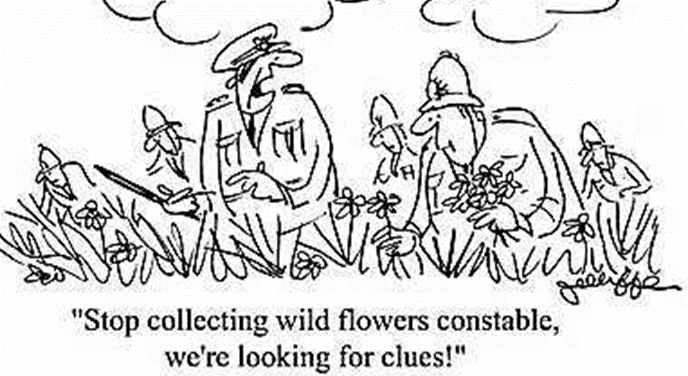 "Stop collecting wild flowers constable,
we're looking for clues!"